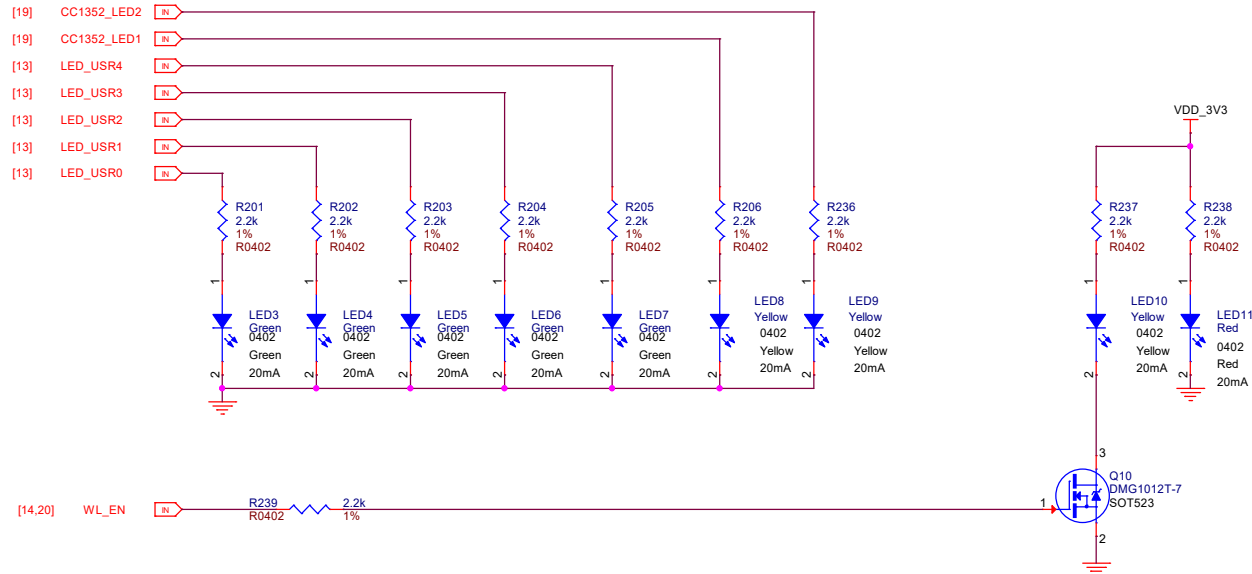 [19] CC1352_LED2 IN
[19] CC1352_LED1 IN
[13] LED_USR4 IN
[13] LED_USR3 IN
[13] LED_USR2 IN
[13] LED_USR1 IN
[13] LED_USR0 IN
VDD_3V3
R201
2.2k
1%
R0402
R202
2.2k
1%
R0402
R203
2.2k
1%
R0402
R204
2.2k
1%
R0402
R205
2.2k
1%
R0402
R206
2.2k
1%
R0402
R236
2.2k
1%
R0402
R237
2.2k
1%
R0402
R238
2.2k
1%
R0402
1 1 1 1 1 1 1 1 1
LED3
Green
0402
Green
20mA
LED4
Green
0402
Green
20mA
LED5
Green
0402
Green
20mA
LED6
Green
0402
Green
20mA
LED7
Green
0402
Green
20mA
LED8
Yellow
0402
Yellow
20mA
LED9
Yellow
0402
Yellow
20mA
LED10
Yellow
0402
Yellow
20mA
LED11
Red
0402
Red
20mA
2 2 2 2 2 2 2 2 2
[14,20] WL_EN IN
R239 2.2k
R0402 1%
1
3
Q10
DMG1012T-7
SOT523
2